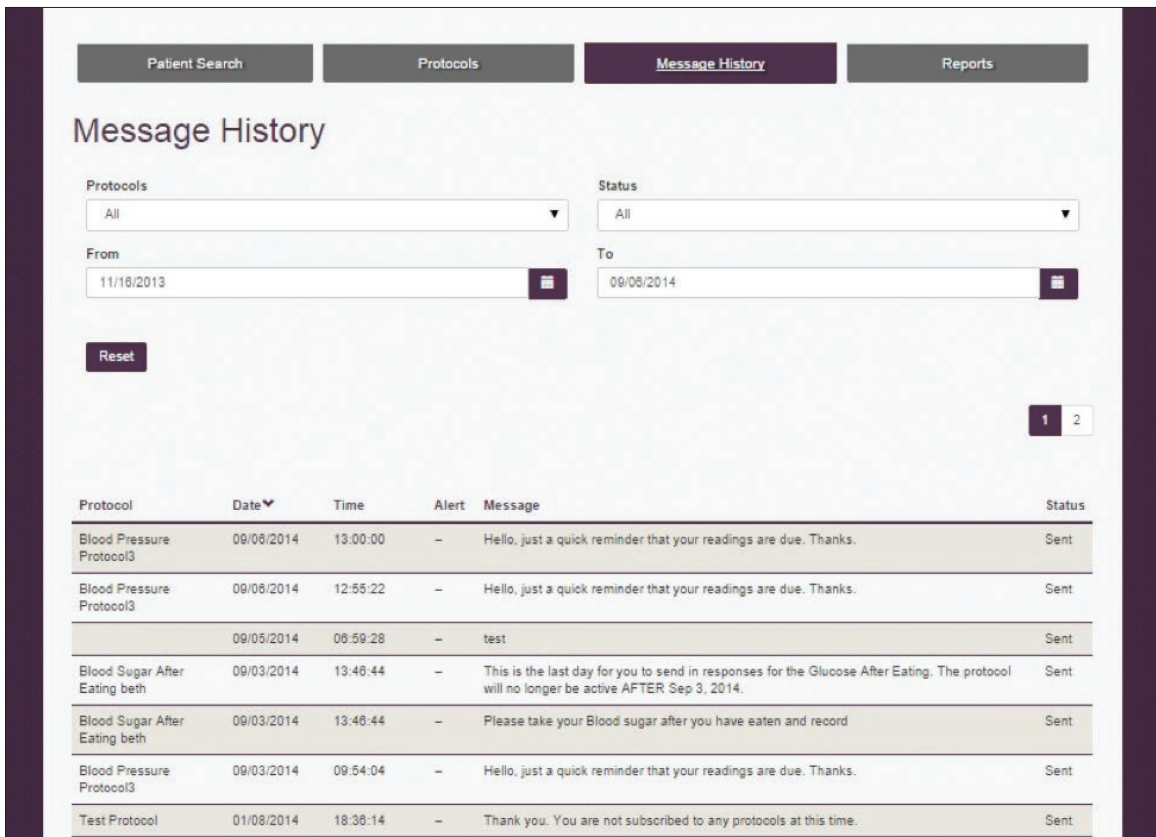 Patient Search Protocols Message History Reports
Message History
Protocols Status
All All
From To
11/16/2013 09/06/2014
Reset
1 2
Protocol Date Time Alert Message Status
Blood Pressure Protocol3 09/06/2014 13:00:00 – Hello, just a quick reminder that your readings are due. Thanks. Sent
Blood Pressure Protocol3 09/06/2014 12:55:22 – Hello, just a quick reminder that your readings are due. Thanks. Sent
09/05/2014 06:59:28 – test Sent
Blood Sugar After Eating beth 09/03/2014 13:46:44 – This is the last day for you to send in responses for the Glucose After Eating. The protocol will no longer be active AFTER Sep 3, 2014. Sent
Blood Sugar After Eating beth 09/03/2014 13:46:44 – Please take your Blood sugar after you have eaten and record Sent
Blood Pressure Protocol3 09/03/2014 09:54:04 – Hello, just a quick reminder that your readings are due. Thanks. Sent
Test Protocol 01/08/2014 18:36:14 – Thank you. You are not subscribed to any protocols at this time. Sent